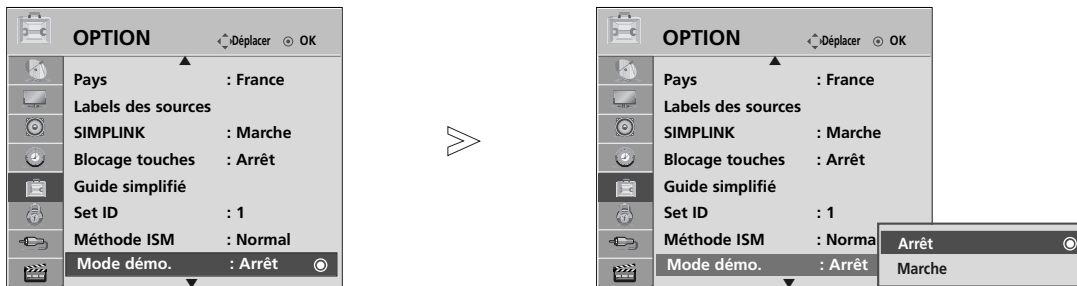 OPTION Déplacer OK
Pays : France
Labels des sources
SIMPLINK : Marche
Blocage touches : Arrêt
Guide simplifié
Set ID : 1
Méthode ISM : Normal
Mode démo. : Arrêt
OPTION Déplacer OK
Pays : France
Labels des sources
SIMPLINK : Marche
Blocage touches : Arrêt
Guide simplifié
Set ID : 1
Méthode ISM : Norma
Mode démo. : Arrêt
Arrêt
Marche